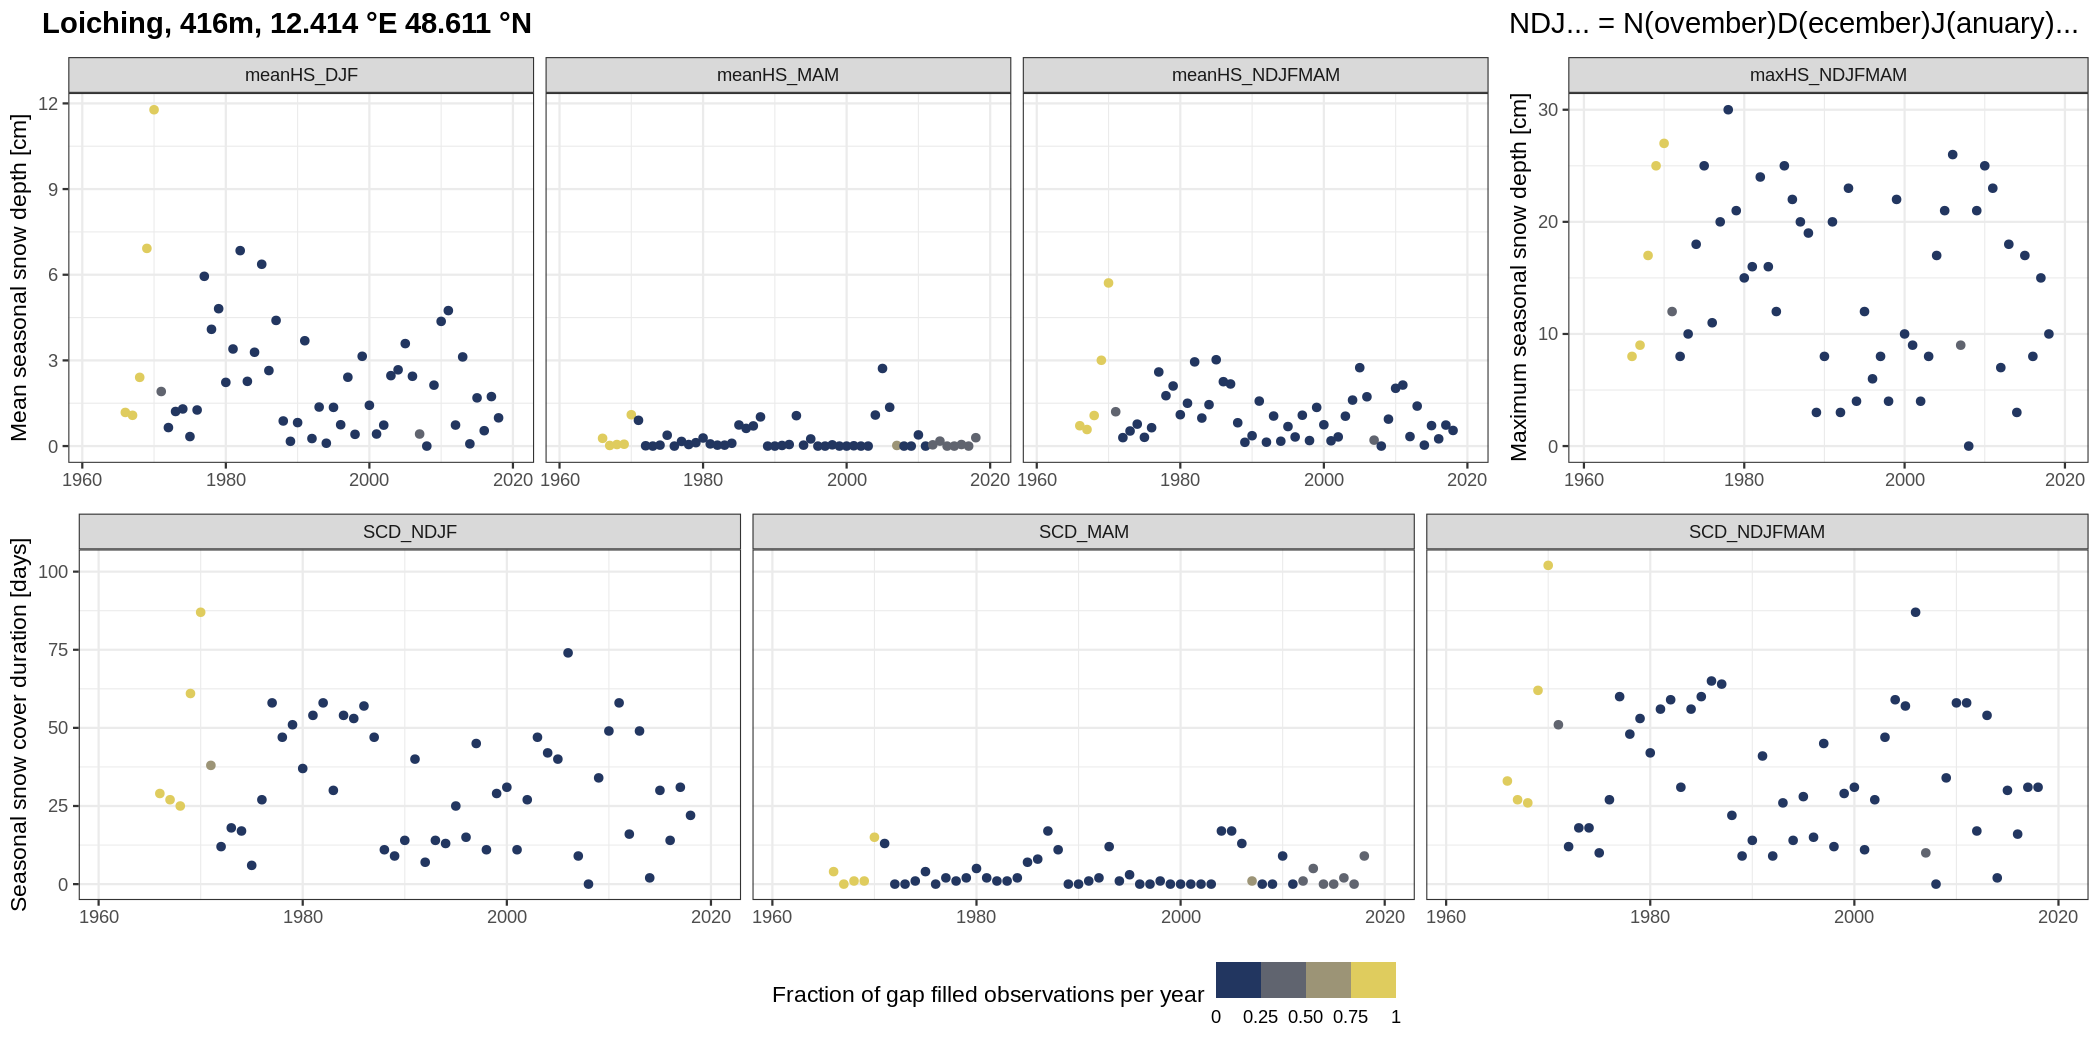 Loiching, 416m, 12.414 °E 48.611 °N
NDJ... = N(ovember)D(ecember)J(anuary)...
meanHS_DJF
meanHS_MAM
meanHS_NDJFMAM
maxHS_NDJFMAM
Mean seasonal snow depth [cm]
12
9
6
3
0
1960 1980 2000 2020
1960 1980 2000 2020
1960 1980 2000 2020
Maximum seasonal snow depth [cm]
30
20
10
0
1960 1980 2000 2020
SCD_NDJF
SCD_MAM
SCD_NDJFMAM
Seasonal snow cover duration [days]
100
75
50
25
0
1960 1980 2000 2020
1960 1980 2000 2020
1960 1980 2000 2020
Fraction of gap filled observations per year
0 0.25 0.50 0.75 1